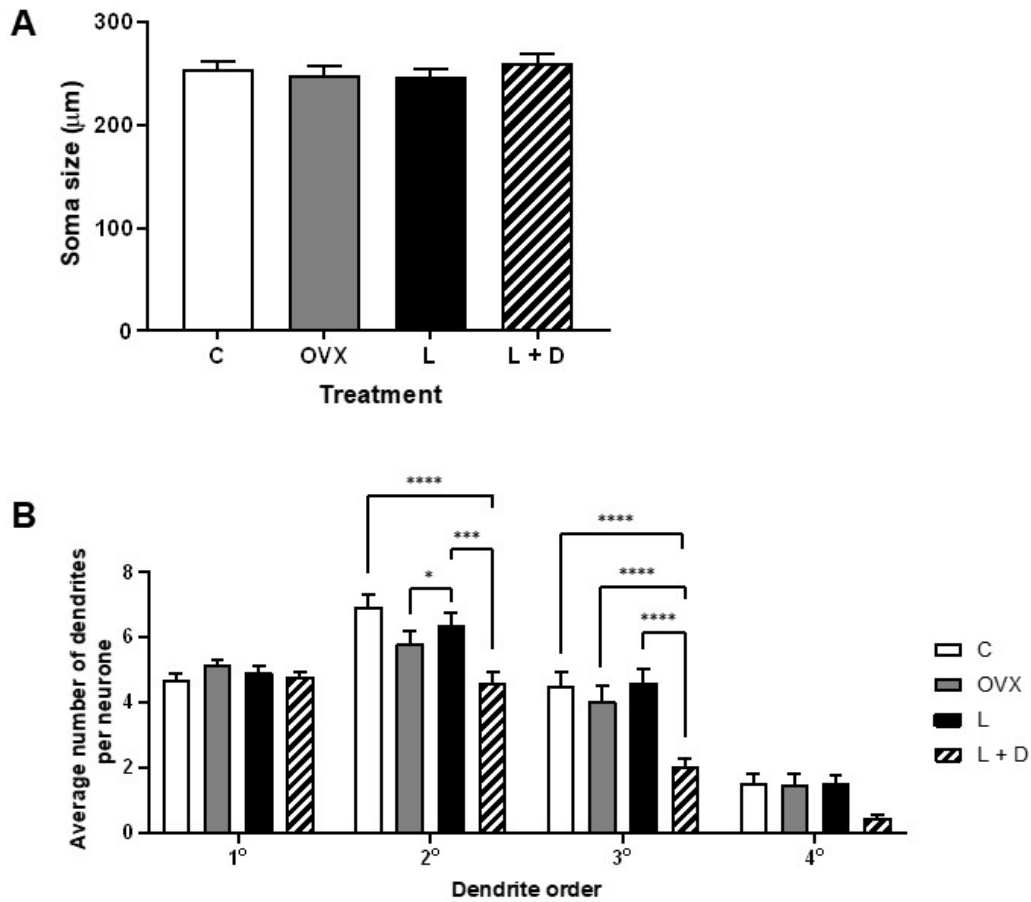 A
Soma size (µm)
300
200
100
0
C OVX L L + D
Treatment
B
Average number of dendrites
per neurone
8
6
4
2
0
****
***
*
****
****
****
1° 2° 3° 4°
Dendrite order
C
OVX
L
L + D